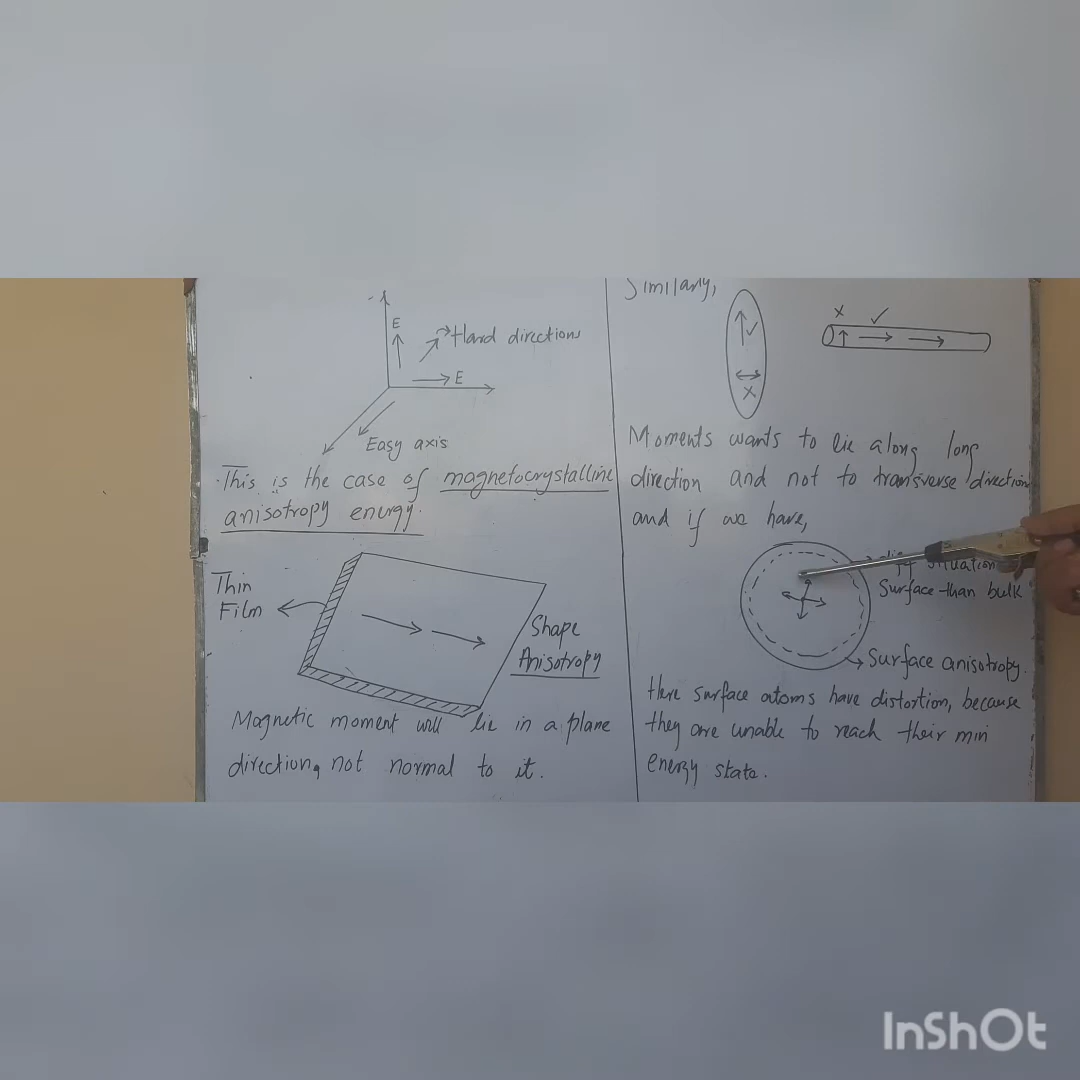 E
Hard directions
E
Easy axis
This is the case of magnetocrystalline
anisotropy energy.
Thin
Film
Shape
Anisotropy
Magnetic moment will lie in a plane
direction, not normal to it.
Similarly,
X ✓
✓
X
Moments wants to lie along long
direction and not to transverse direction
and if we have,
Surface than bulk
Surface anisotropy.
Here surface atoms have distortion, because
they are unable to reach their min
energy state.
InShOt